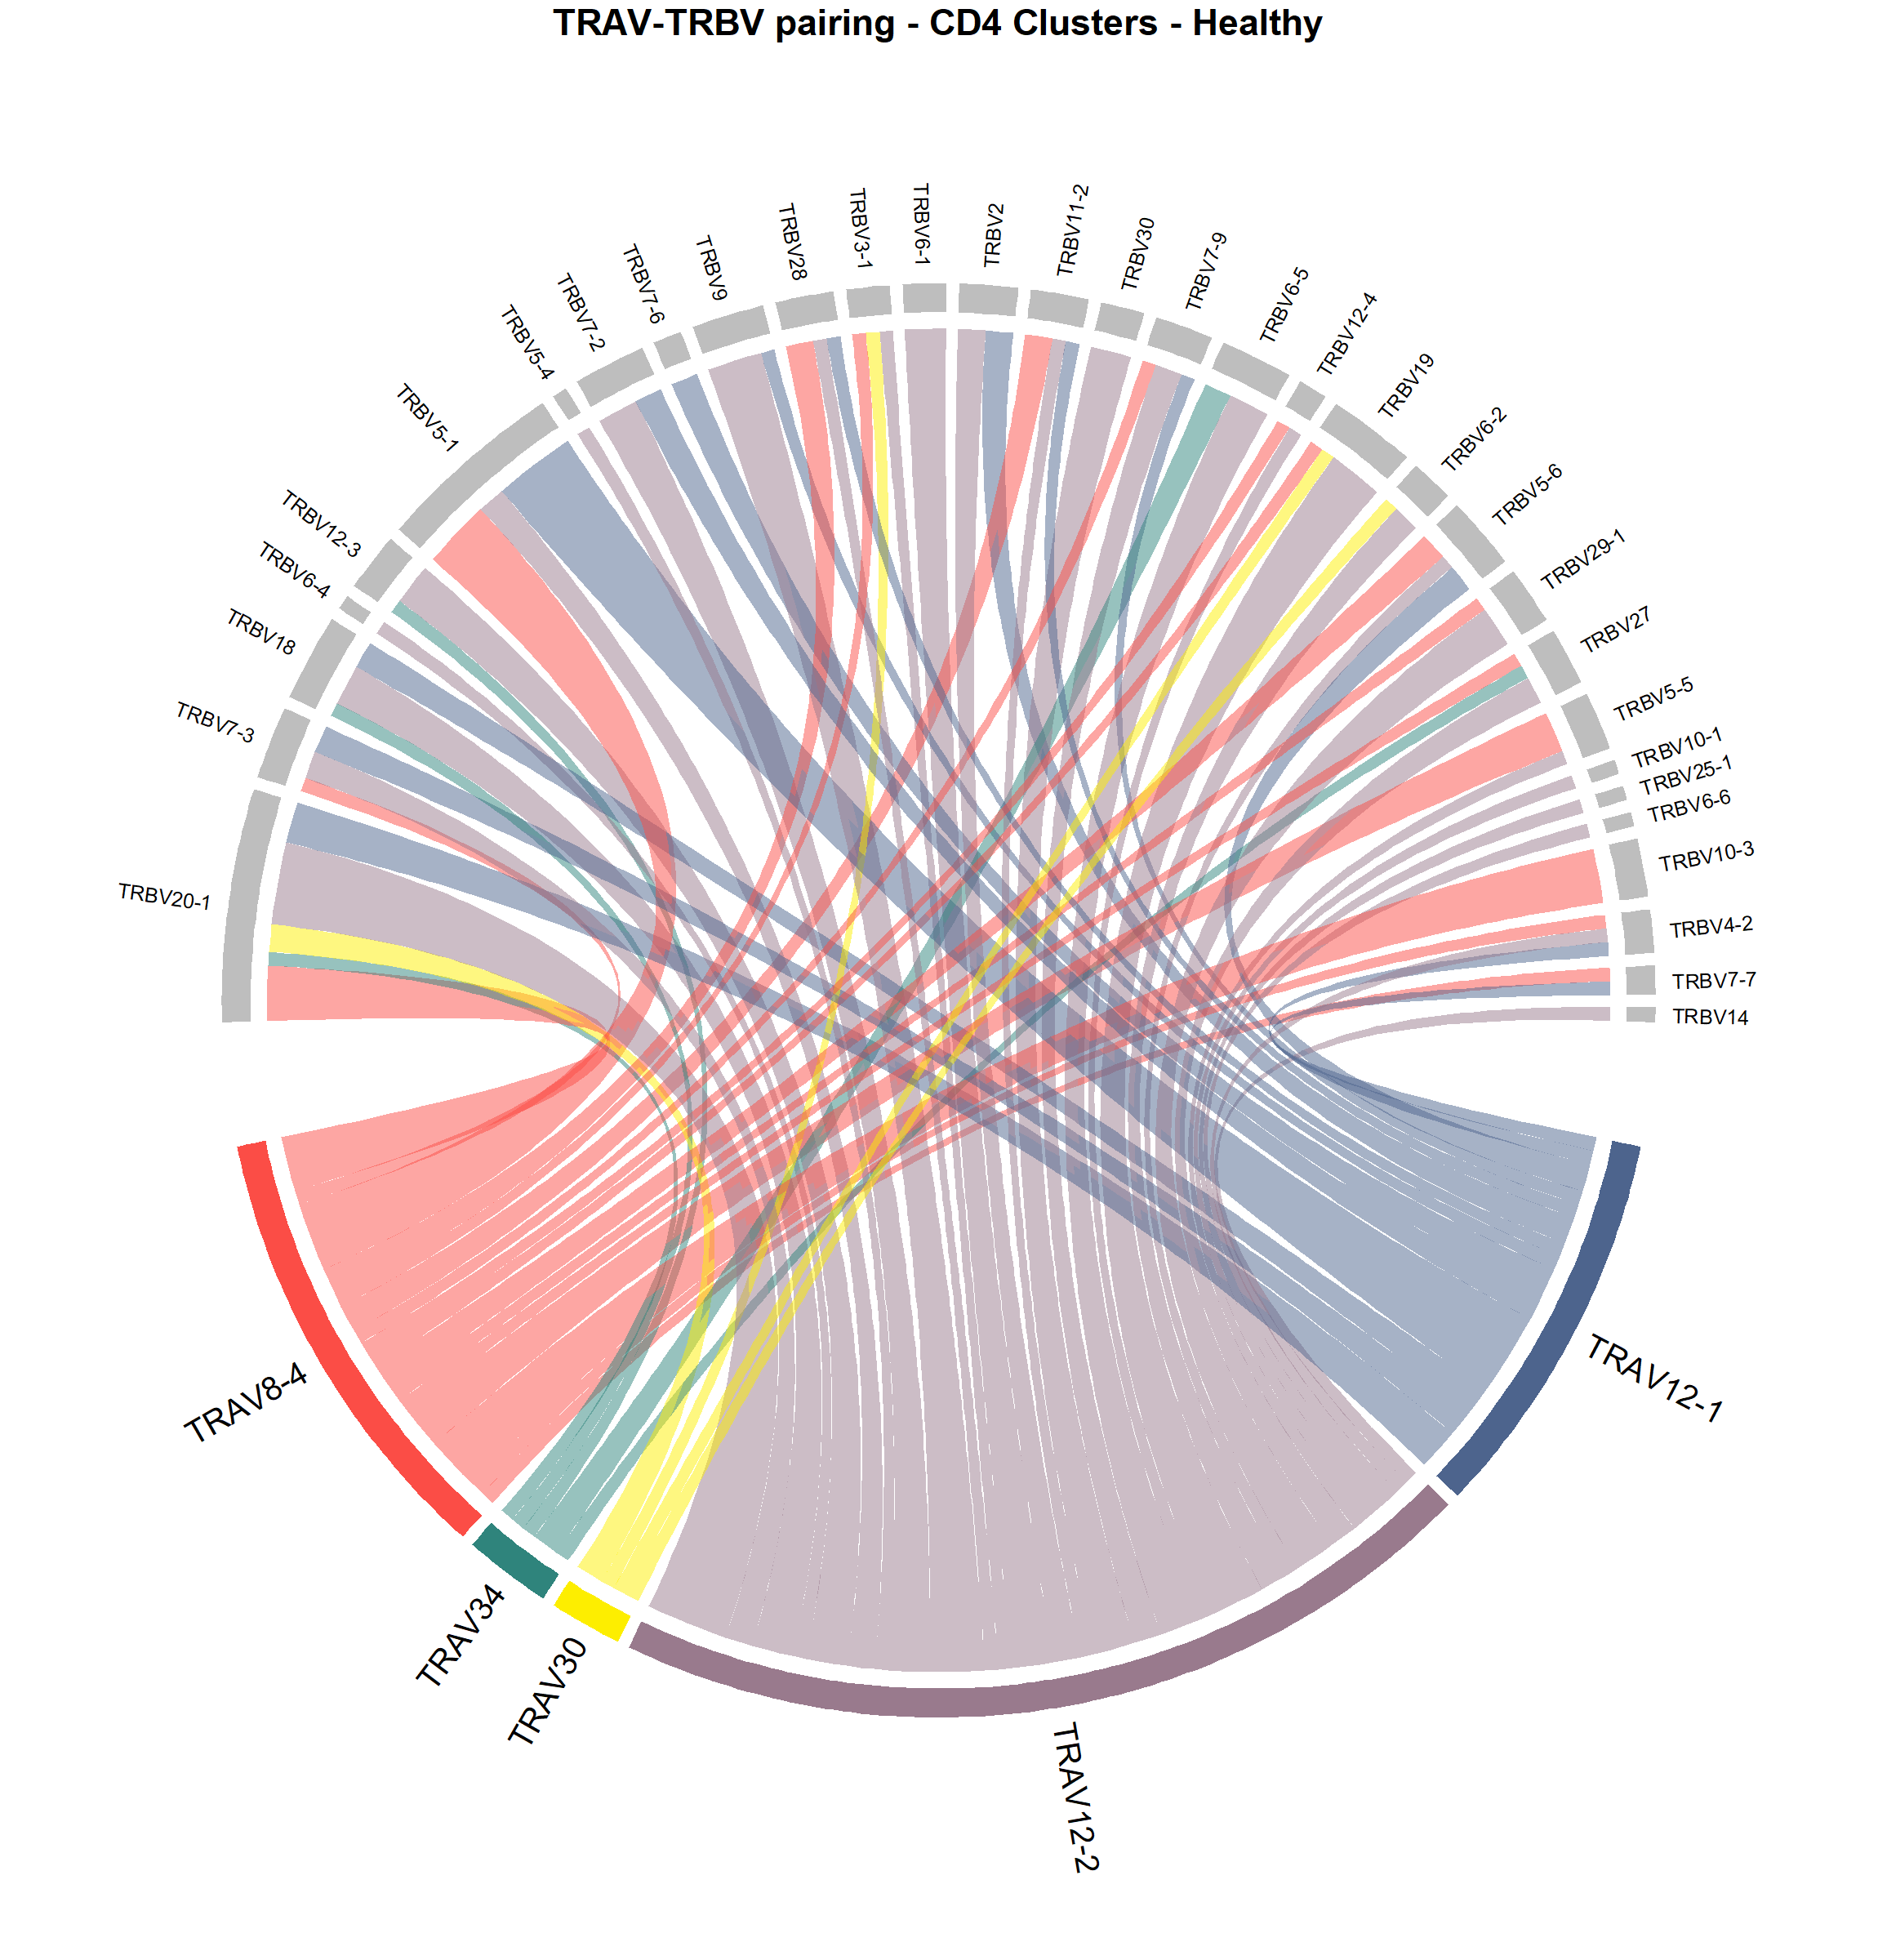 TRAV-TRBV pairing - CD4 Clusters - Healthy
TRBV20-1
TRBV7-3
TRBV18
TRBV6-4
TRBV12-3
TRBV5-1
TRBV5-4
TRBV7-2
TRBV7-6
TRBV9
TRBV28
TRBV3-1
TRBV6-1
TRBV2
TRBV11-2
TRBV30
TRBV7-9
TRBV6-5
TRBV12-4
TRBV19
TRBV6-2
TRBV5-6
TRBV29-1
TRBV27
TRBV5-5
TRBV10-1
TRBV25-1
TRBV6-6
TRBV10-3
TRBV4-2
TRBV7-7
TRBV14
TRAV12-1
TRAV12-2
TRAV30
TRAV34
TRAV8-4